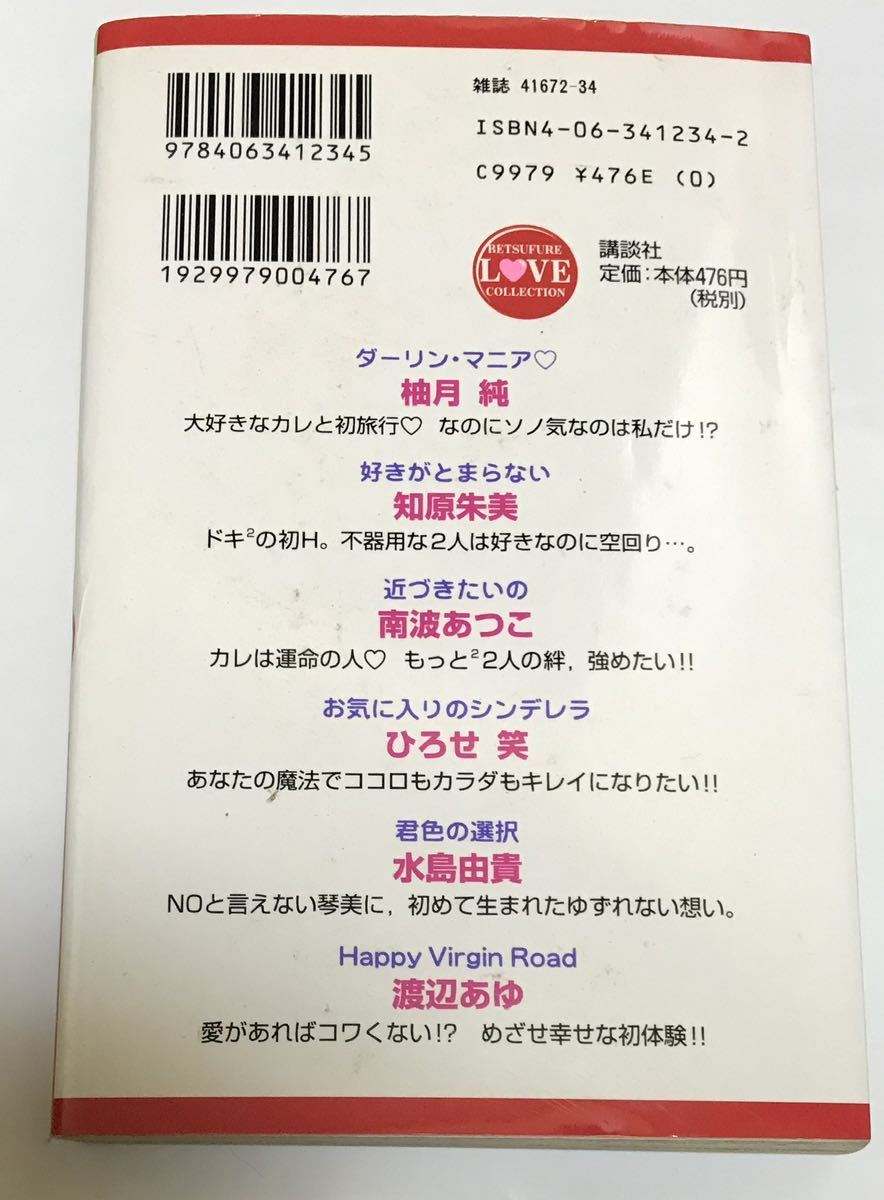 雑誌 41672-34
9784063412345
ISBN4-06-341234-2
C9979 ¥476E (0)
1929979004767
BETSUFURE
LOVE
COLLECTION
講談社
定価:本体476円
(税別)
ダーリン・マニア♡
柚月 純
大好きなカレと初旅行♡ なのにソノ気なのは私だけ!?
好きがとまらない
知原朱美
ドキ²の初H。不器用な2人は好きなのに空回り…。
近づきたいの
南波あつこ
カレは運命の人♡ もっと²2人の絆,強めたい!!
お気に入りのシンデレラ
ひろせ 笑
あなたの魔法でココロもカラダもキレイになりたい!!
君色の選択
水島由貴
NOと言えない琴美に,初めて生まれたゆずれない想い。
Happy Virgin Road
渡辺あゆ
愛があればコワくない!? めざせ幸せな初体験!!